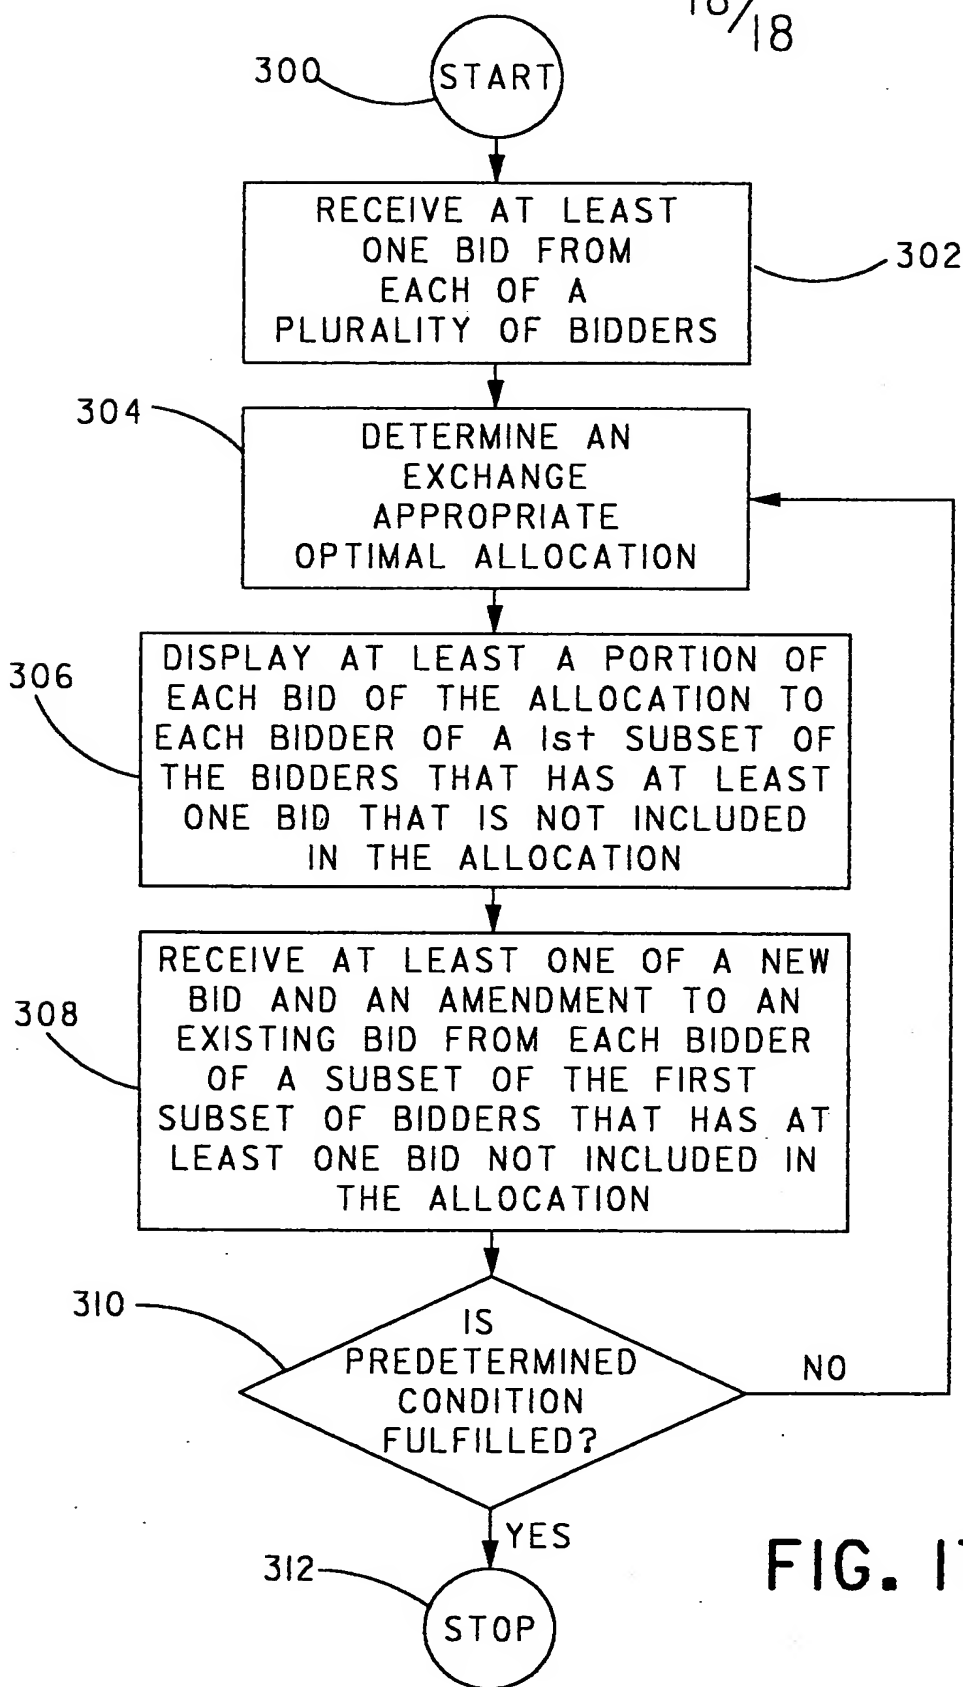 18/18
300
START
RECEIVE AT LEAST
ONE BID FROM
EACH OF A
PLURALITY OF BIDDERS
302
304
DETERMINE AN
EXCHANGE
APPROPRIATE
OPTIMAL ALLOCATION
306
DISPLAY AT LEAST A PORTION OF
EACH BID OF THE ALLOCATION TO
EACH BIDDER OF A 1st SUBSET OF
THE BIDDERS THAT HAS AT LEAST
ONE BID THAT IS NOT INCLUDED
IN THE ALLOCATION
308
RECEIVE AT LEAST ONE OF A NEW
BID AND AN AMENDMENT TO AN
EXISTING BID FROM EACH BIDDER
OF A SUBSET OF THE FIRST
SUBSET OF BIDDERS THAT HAS AT
LEAST ONE BID NOT INCLUDED IN
THE ALLOCATION
310
IS
PREDETERMINED
CONDITION
FULFILLED?
NO
YES
312
STOP
FIG. 17